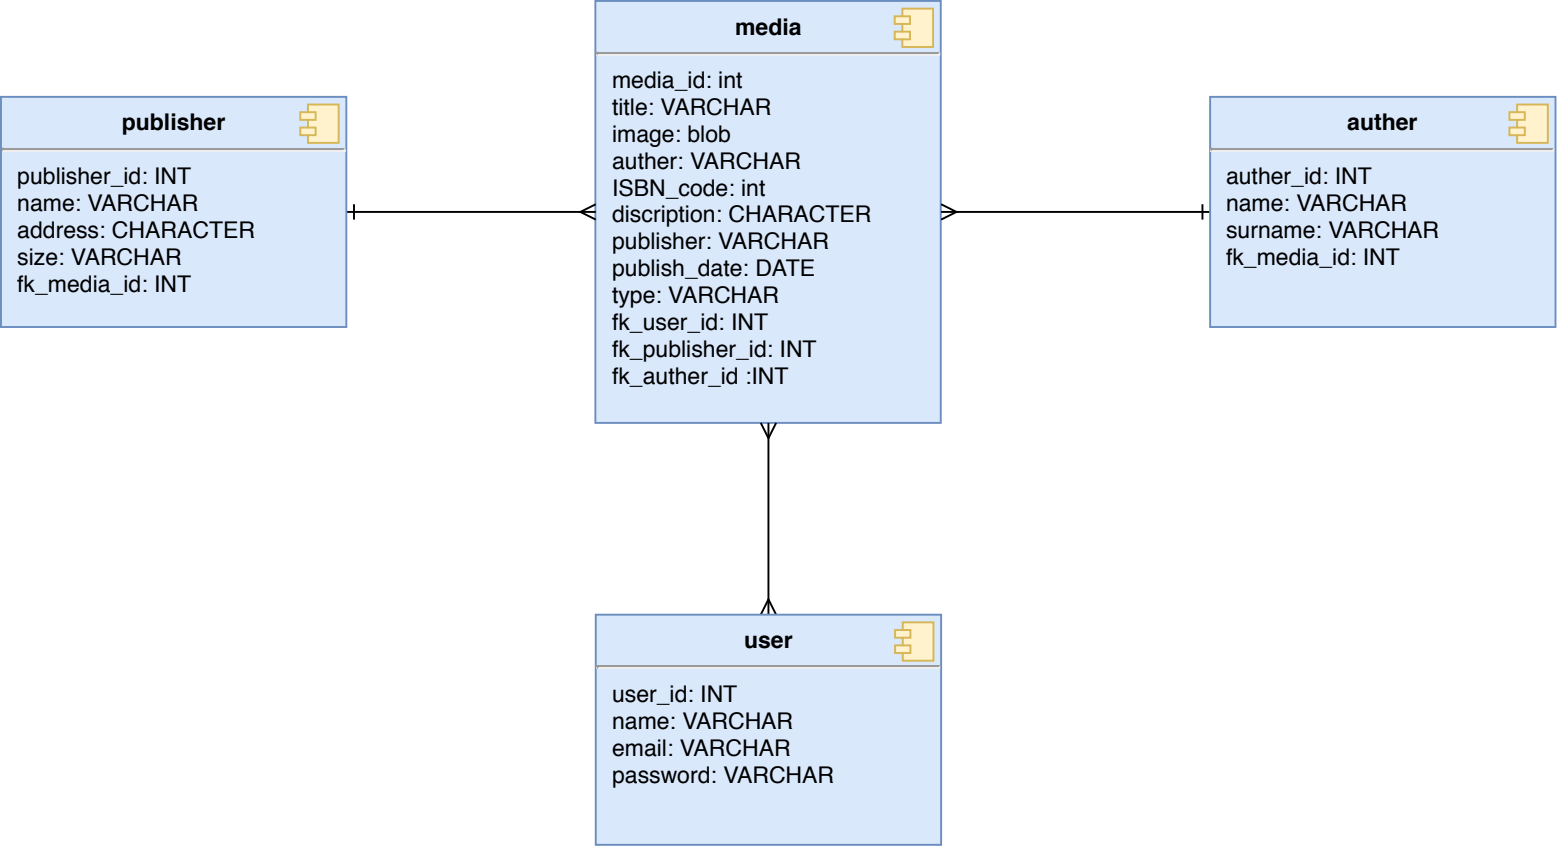 media
media_id: int
title: VARCHAR
image: blob
auther: VARCHAR
ISBN_code: int
discription: CHARACTER
publisher: VARCHAR
publish_date: DATE
type: VARCHAR
fk_user_id: INT
fk_publisher_id: INT
fk_auther_id :INT
publisher
publisher_id: INT
name: VARCHAR
address: CHARACTER
size: VARCHAR
fk_media_id: INT
auther
auther_id: INT
name: VARCHAR
surname: VARCHAR
fk_media_id: INT
user
user_id: INT
name: VARCHAR
email: VARCHAR
password: VARCHAR